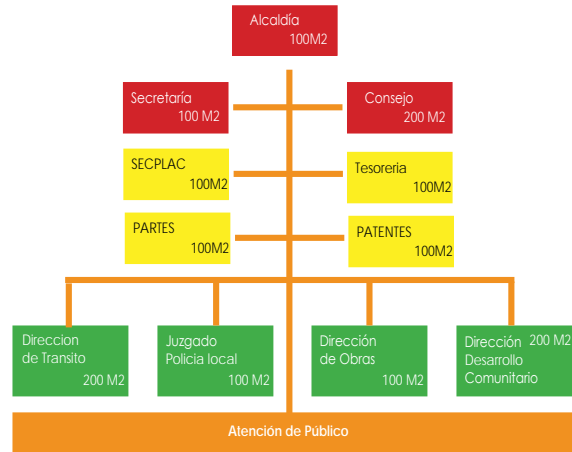 Alcaldía
100M2
Secretaría
100 M2
Consejo
200 M2
SECPLAC
100M2
Tesoreria
100M2
PARTES
100M2
PATENTES
100M2
Direccion
de Transito
200 M2
Juzgado
Policia local
100 M2
Dirección
de Obras
100 M2
Dirección 200 M2
Desarrollo
Comunitario
Atención de Público